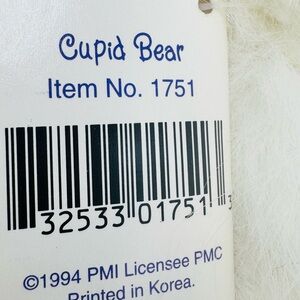 Cupid Bear
Item No. 1751
32533 01751
©1994 PMI Licensee PMC
Printed in Korea.